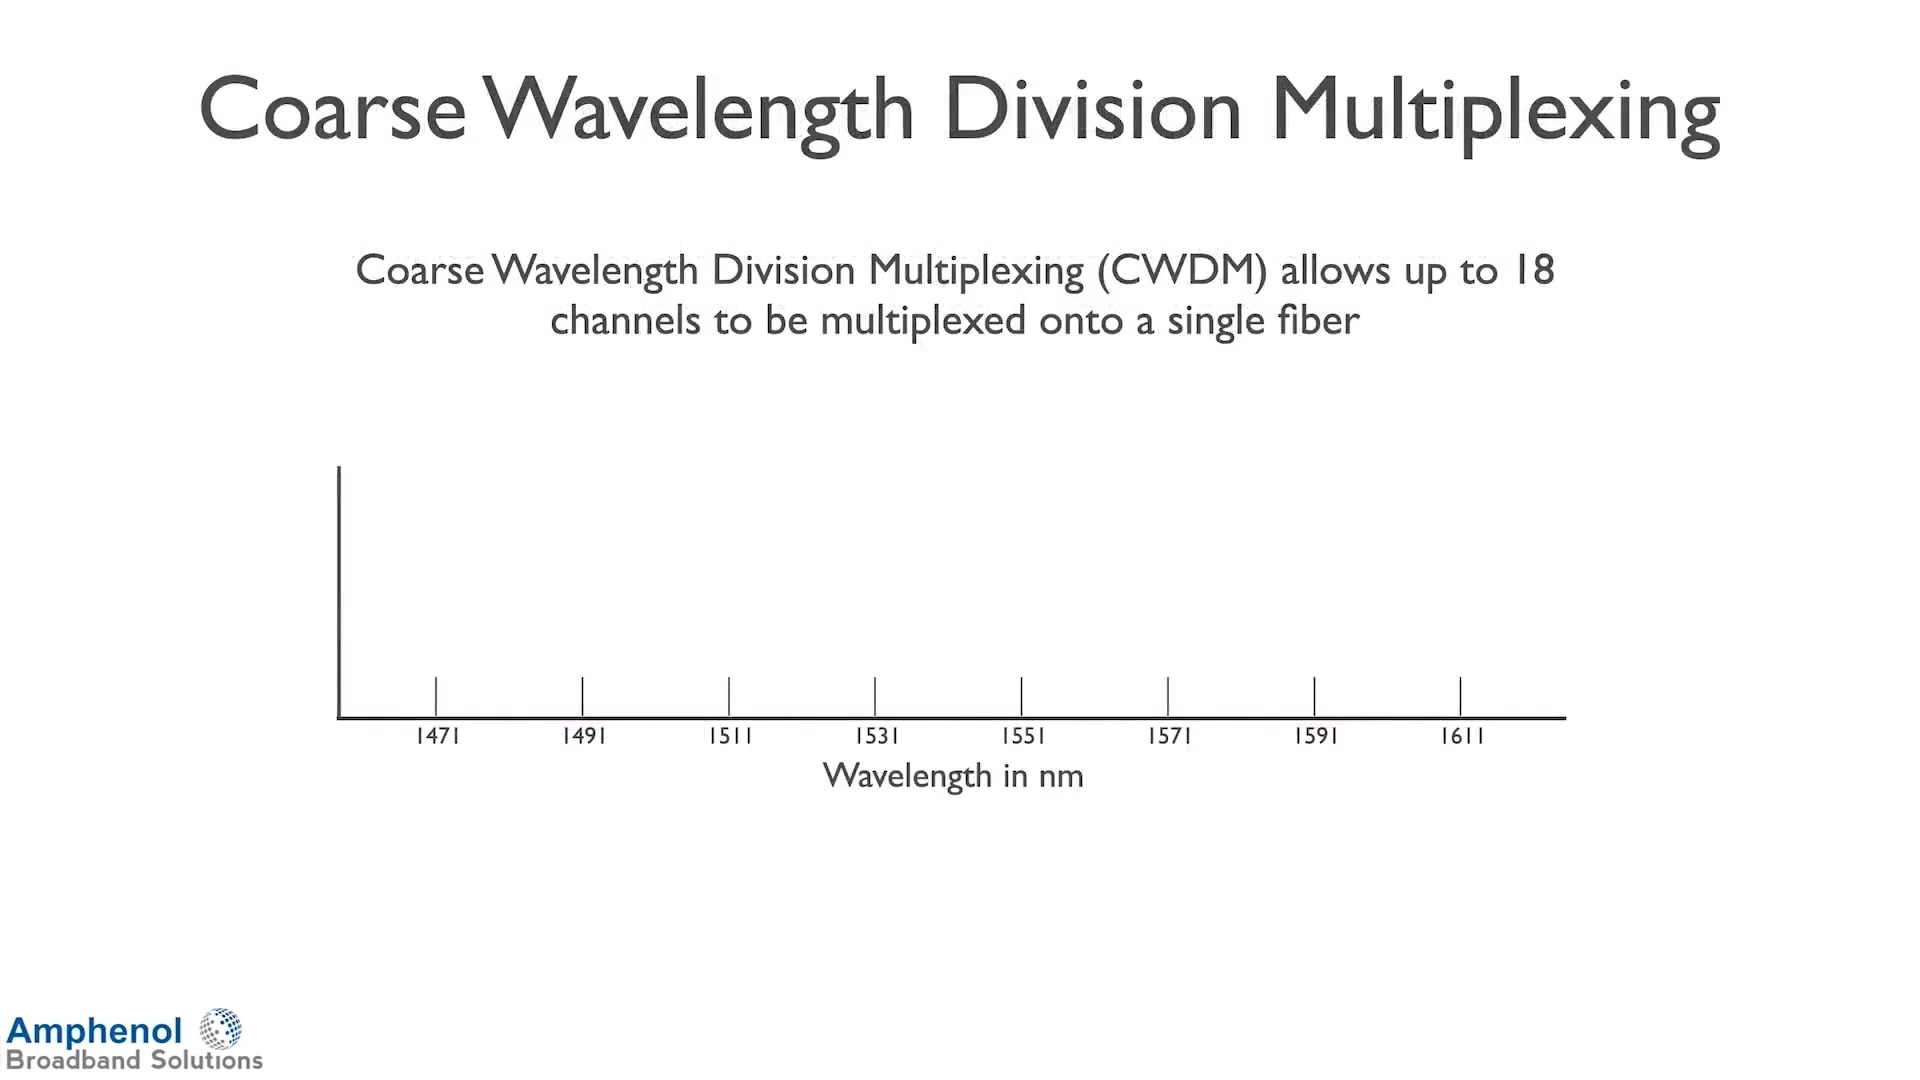 Coarse Wavelength Division Multiplexing
Coarse Wavelength Division Multiplexing (CWDM) allows up to 18
channels to be multiplexed onto a single fiber
1471 1491 1511 1531 1551 1571 1591 1611
Wavelength in nm
Amphenol
Broadband Solutions